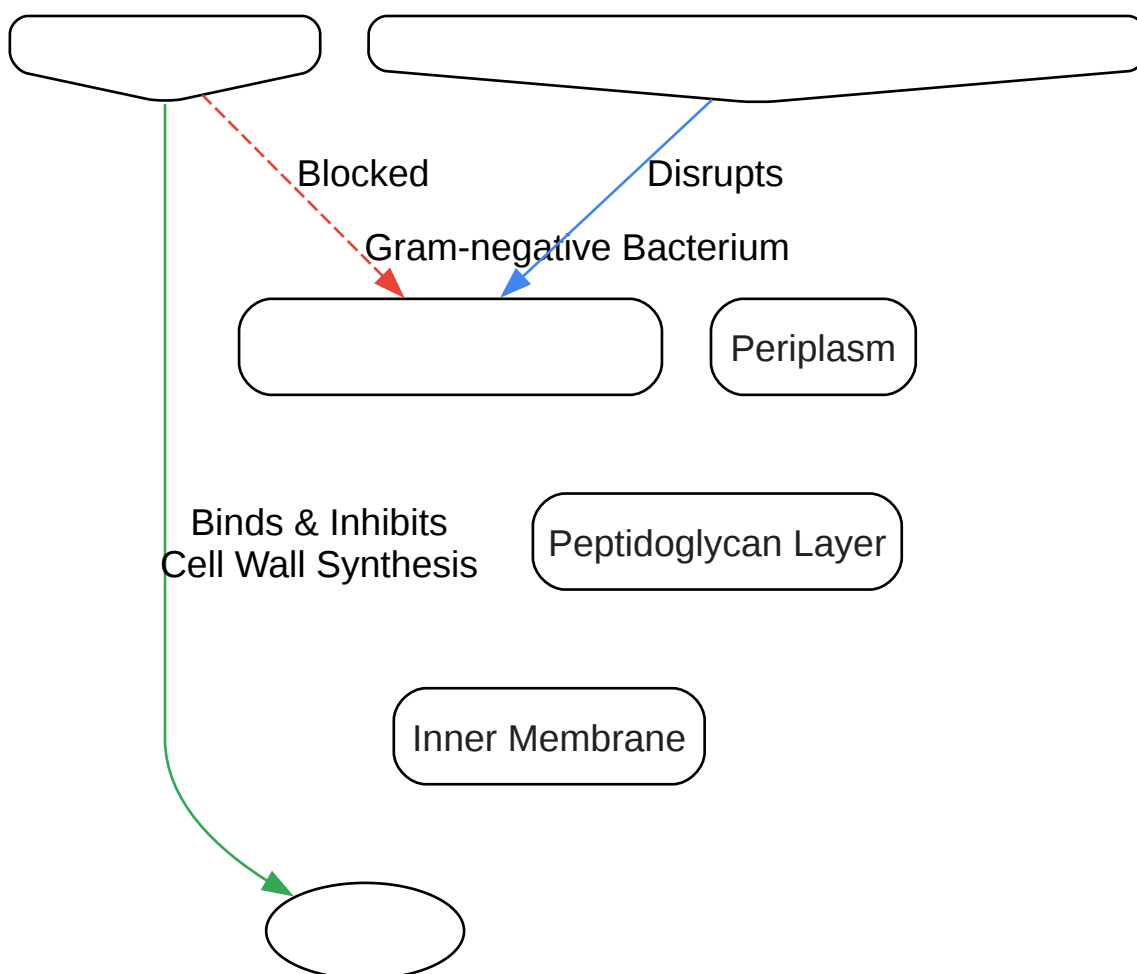 Blocked
Disrupts
Gram-negative Bacterium
Periplasm
Binds & Inhibits
Cell Wall Synthesis
Peptidoglycan Layer
Inner Membrane